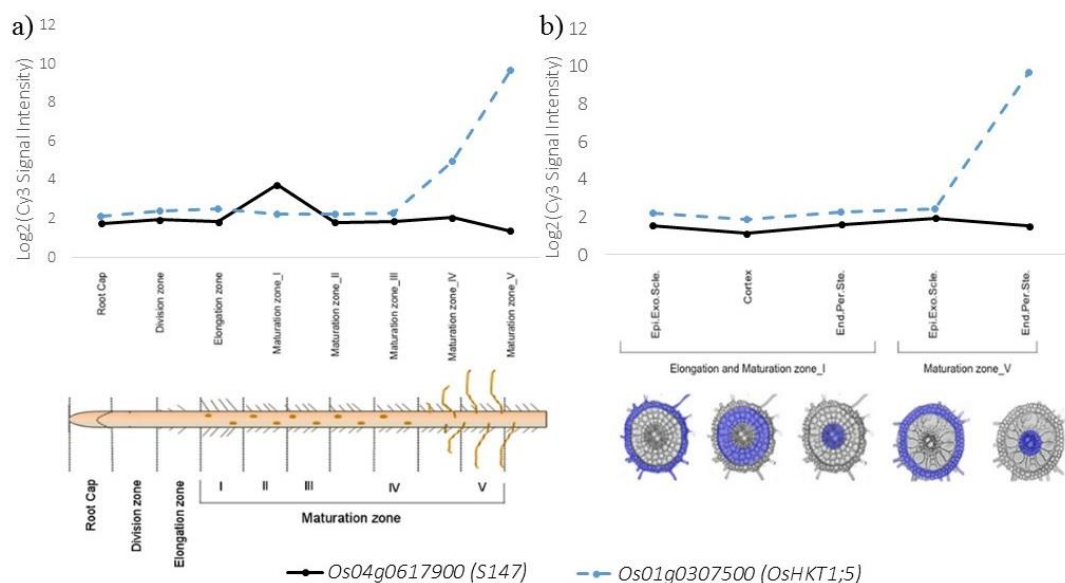 a)
Log2 (Cy3 Signal Intensity)
12
10
8
6
4
2
0
Root Cap
Division zone
Elongation zone
Maturation zone_I
Maturation zone_II
Maturation zone_III
Maturation zone_IV
Maturation zone_V
Root Cap
Division zone
Elongation zone
I
II
III
IV
V
Maturation zone
b)
Log2 (Cy3 Signal Intensity)
12
10
8
6
4
2
0
Epi.Exo.Scle.
Cortex
End.Per.Ste.
Epi.Exo.Scle.
End.Per.Ste.
Elongation and Maturation zone_I
Maturation zone_V
Os04g0617900 (S147)
Os01g0307500 (OsHKT1;5)